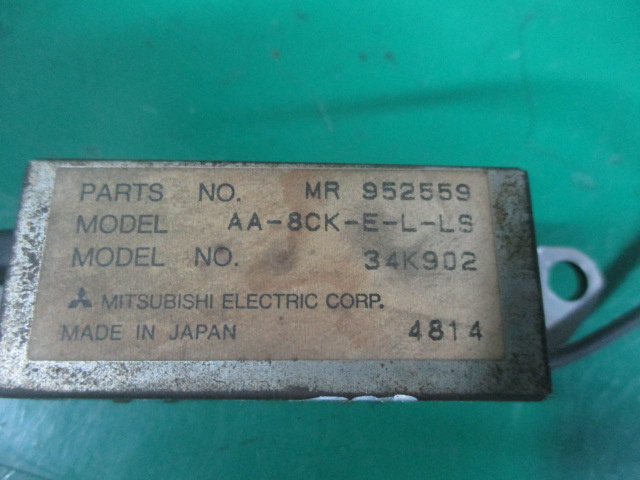 PARTS NO. MR 952559
MODEL AA-8CK-E-L-LS
MODEL NO. 34K902
MITSUBISHI ELECTRIC CORP.
MADE IN JAPAN 4814